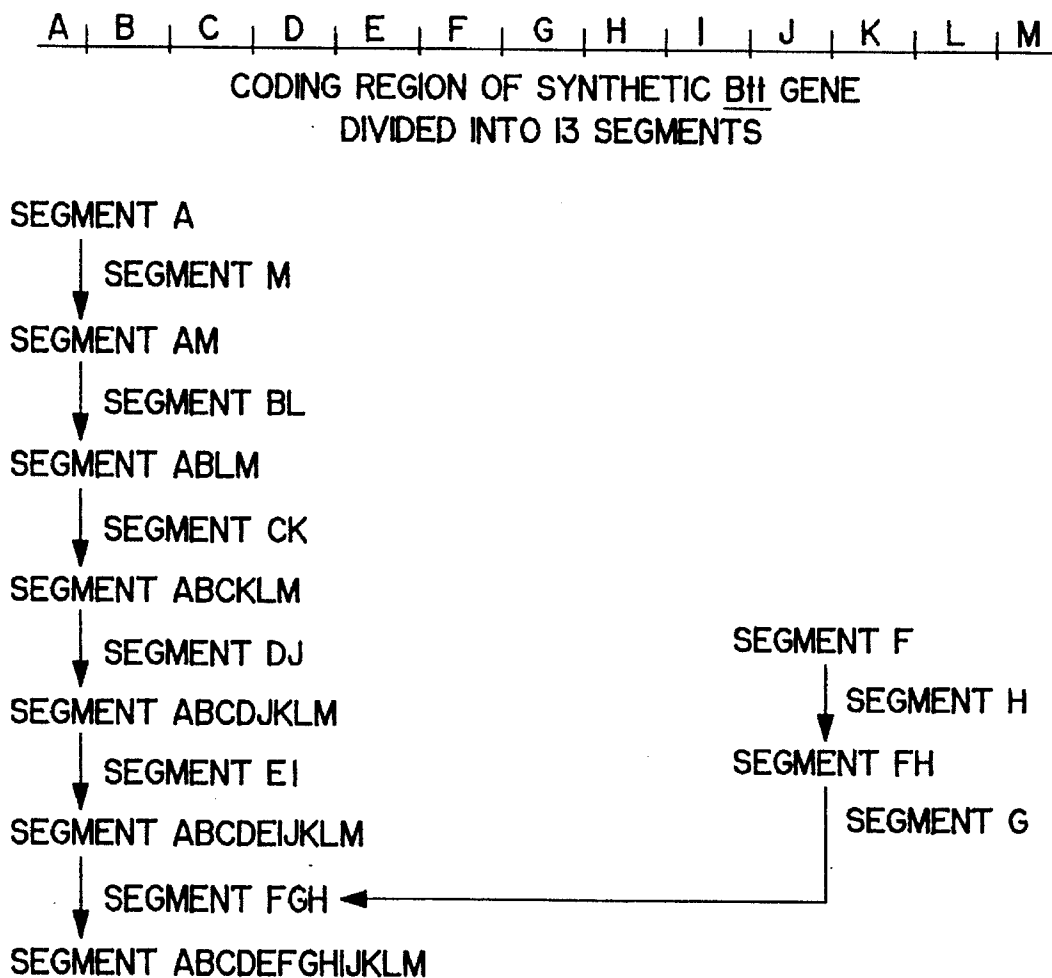 A B C D E F G H I J K L M
CODING REGION OF SYNTHETIC Btt GENE
DIVIDED INTO 13 SEGMENTS
SEGMENT A
SEGMENT M
SEGMENT AM
SEGMENT BL
SEGMENT ABLM
SEGMENT CK
SEGMENT ABCKLM
SEGMENT DJ
SEGMENT ABCDJKLM
SEGMENT EI
SEGMENT ABCDEIJKLM
SEGMENT F
SEGMENT H
SEGMENT FH
SEGMENT G
SEGMENT FGH
SEGMENT ABCDEFGHIJKLM